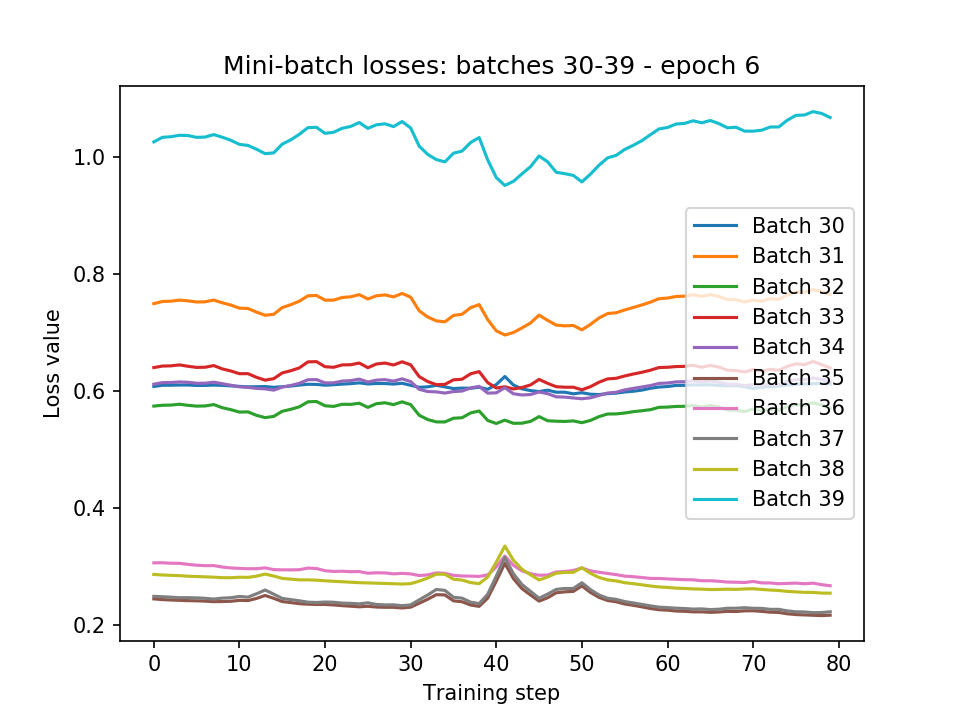 Mini-batch losses: batches 30-39 - epoch 6
Loss value
1.0
0.8
0.6
0.4
0.2
Batch 30
Batch 31
Batch 32
Batch 33
Batch 34
Batch 35
Batch 36
Batch 37
Batch 38
Batch 39
0 10 20 30 40 50 60 70 80
Training step